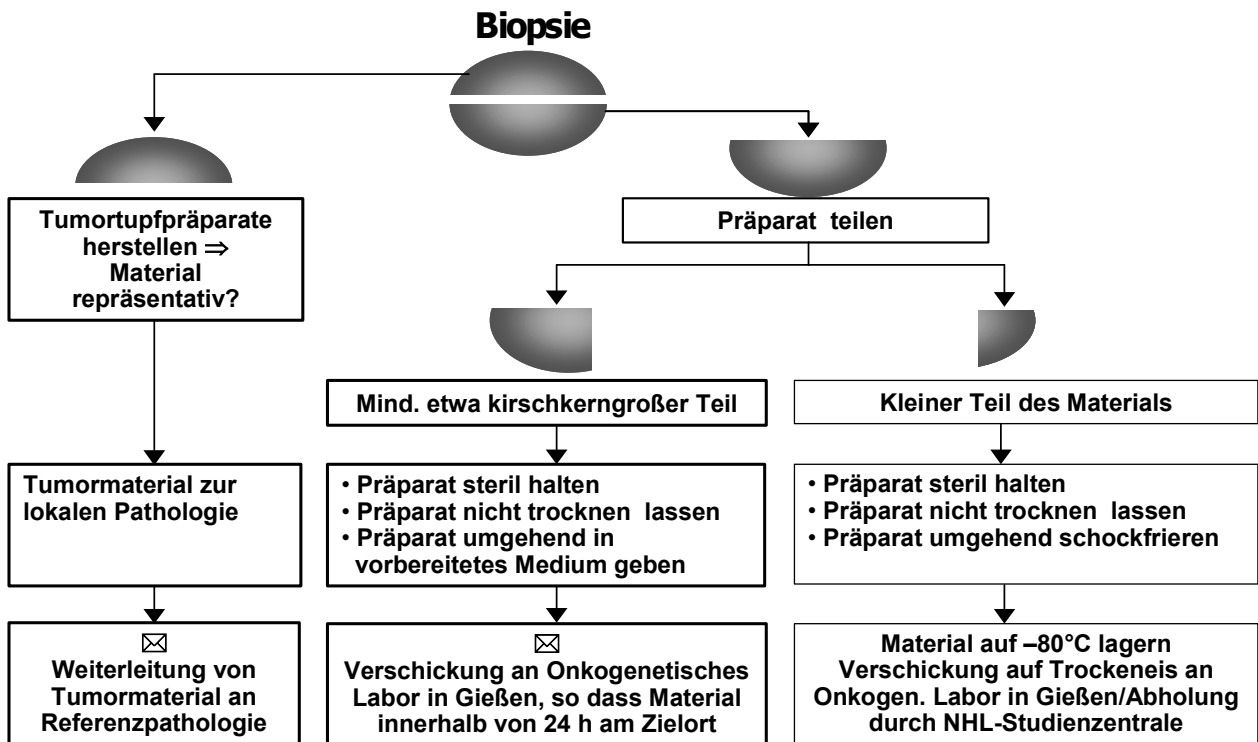 Biopsie
Tumortupfpräparate
herstellen ⇒
Material
repräsentativ?
Präparat teilen
Mind. etwa kirschkerngroßer Teil
Kleiner Teil des Materials
Tumormaterial zur
lokalen Pathologie
• Präparat steril halten
• Präparat nicht trocknen lassen
• Präparat umgehend in
vorbereitetes Medium geben
• Präparat steril halten
• Präparat nicht trocknen lassen
• Präparat umgehend schockfrieren
✉
Weiterleitung von
Tumormaterial an
Referenzpathologie
✉
Verschickung an Onkogenetisches
Labor in Gießen, so dass Material
innerhalb von 24 h am Zielort
Material auf –80°C lagern
Verschickung auf Trockeneis an
Onkogen. Labor in Gießen/Abholung
durch NHL-Studienzentrale